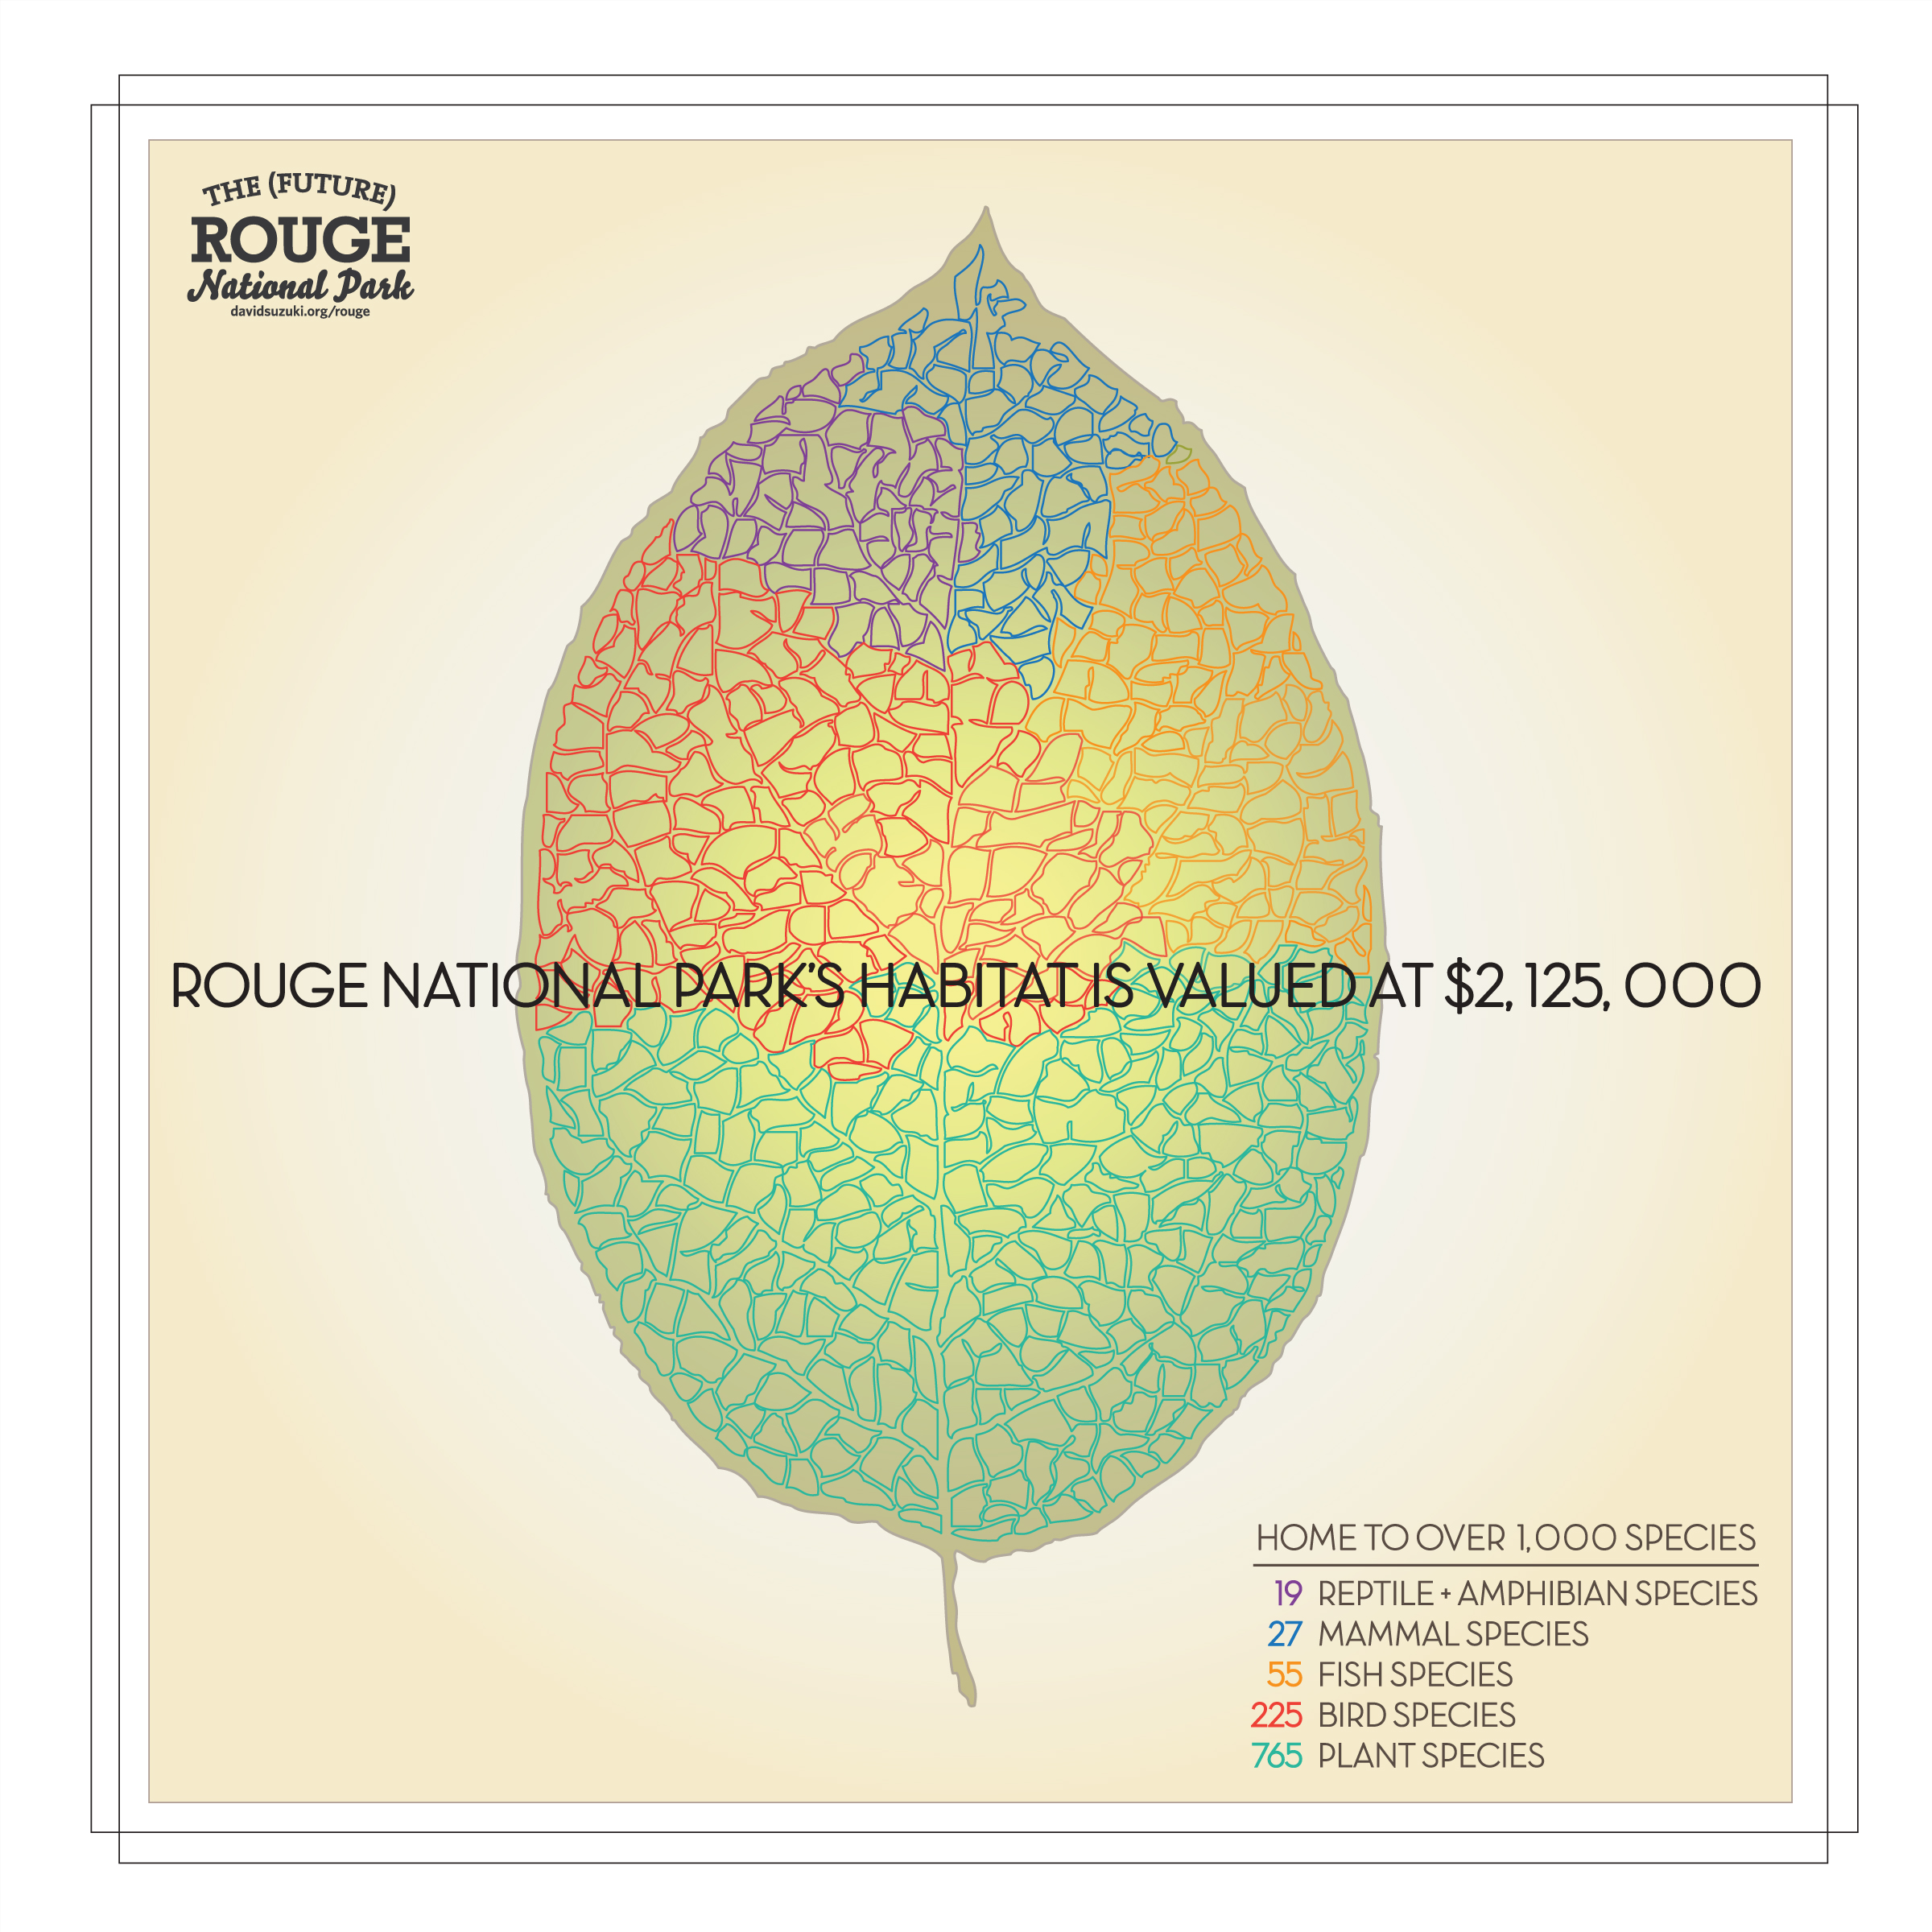 THE (FUTURE)
ROUGE
National Park
davidsuzuki.org/rouge
ROUGE NATIONAL PARK'S HABITAT IS VALUED AT $2, 125, 000
HOME TO OVER 1,000 SPECIES
19 REPTILE + AMPHIBIAN SPECIES
27 MAMMAL SPECIES
55 FISH SPECIES
225 BIRD SPECIES
765 PLANT SPECIES